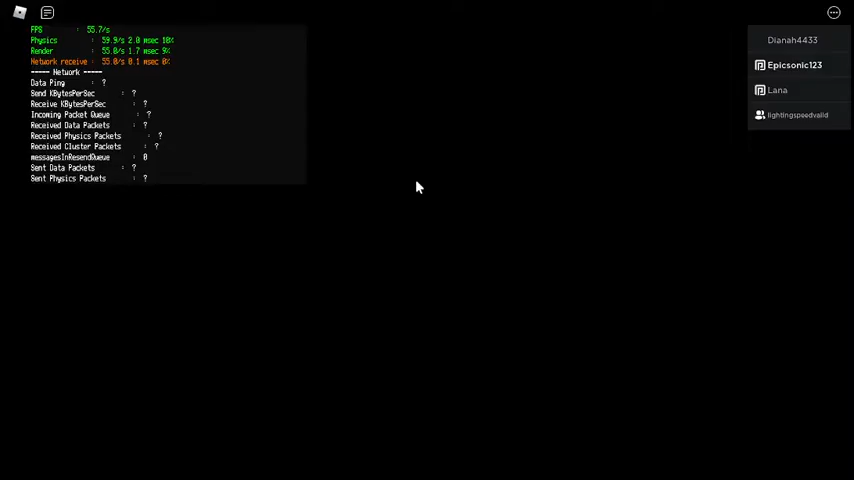 FPS : 55.7/s
Physics : 59.9/s 2.0 msec 10%
Render : 55.8/s 1.7 msec 9%
Network receive : 55.8/s 0.1 msec 0%
----- Network -----
Data Ping : ?
Send KBytesPerSec : ?
Receive KBytesPerSec : ?
Incoming Packet Queue : ?
Received Data Packets : ?
Received Physics Packets : ?
Received Cluster Packets : ?
messagesInResendQueue : 0
Sent Data Packets : ?
Sent Physics Packets : ?
Dianah4433
Epicsonic123
Lana
lightingspeedvalid